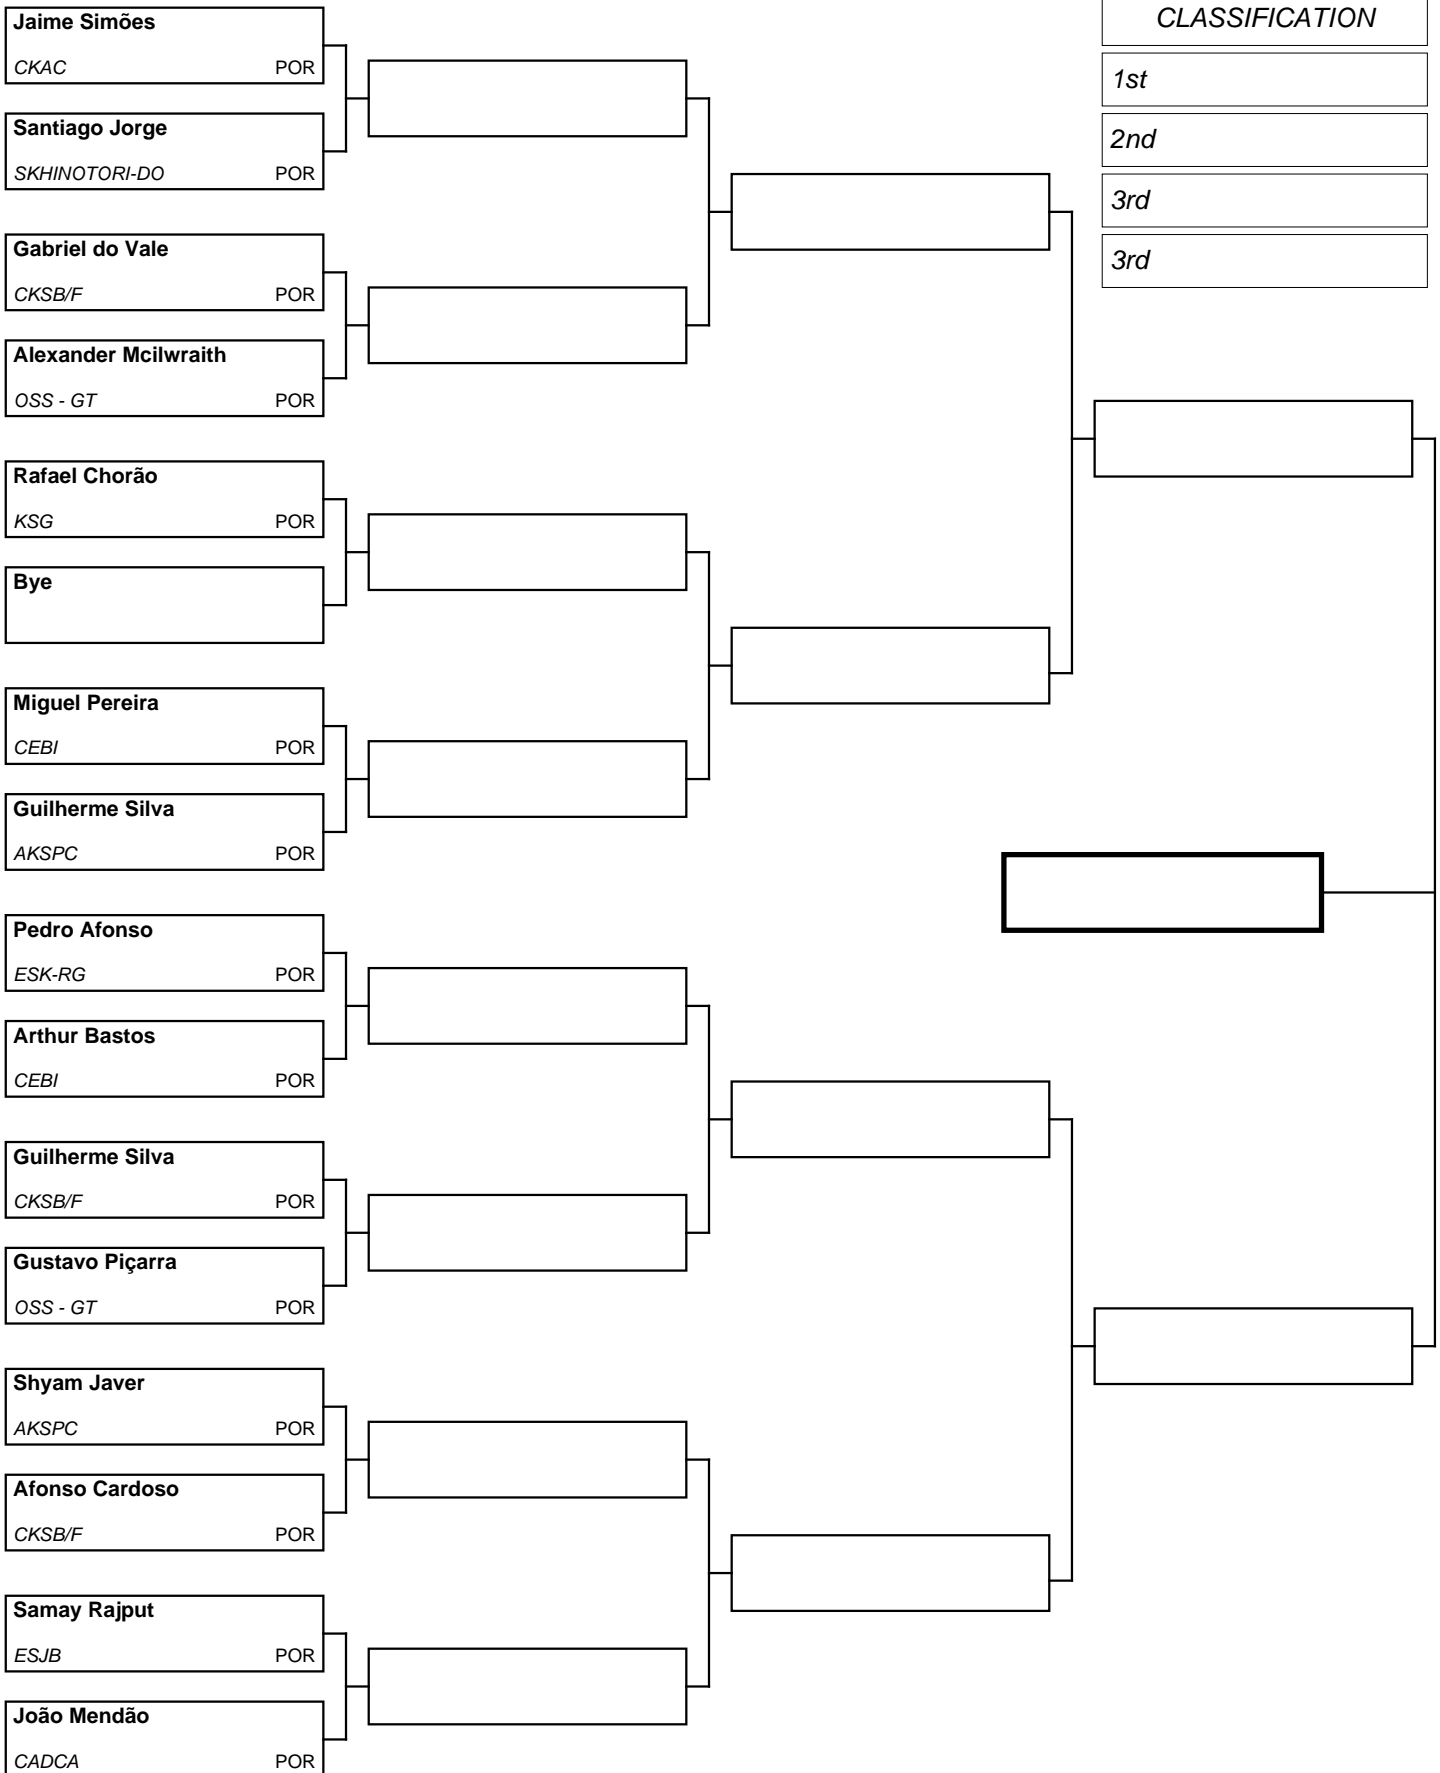 Jaime Simões
CKAC POR
Santiago Jorge
SKHINOTORI-DO POR
Gabriel do Vale
CKSB/F POR
Alexander Mcilwraith
OSS - GT POR
Rafael Chorão
KSG POR
Bye
Miguel Pereira
CEBI POR
Guilherme Silva
AKSPC POR
Pedro Afonso
ESK-RG POR
Arthur Bastos
CEBI POR
Guilherme Silva
CKSB/F POR
Gustavo Piçarra
OSS - GT POR
Shyam Javer
AKSPC POR
Afonso Cardoso
CKSB/F POR
Samay Rajput
ESJB POR
João Mendão
CADCA POR
CLASSIFICATION
1st
2nd
3rd
3rd